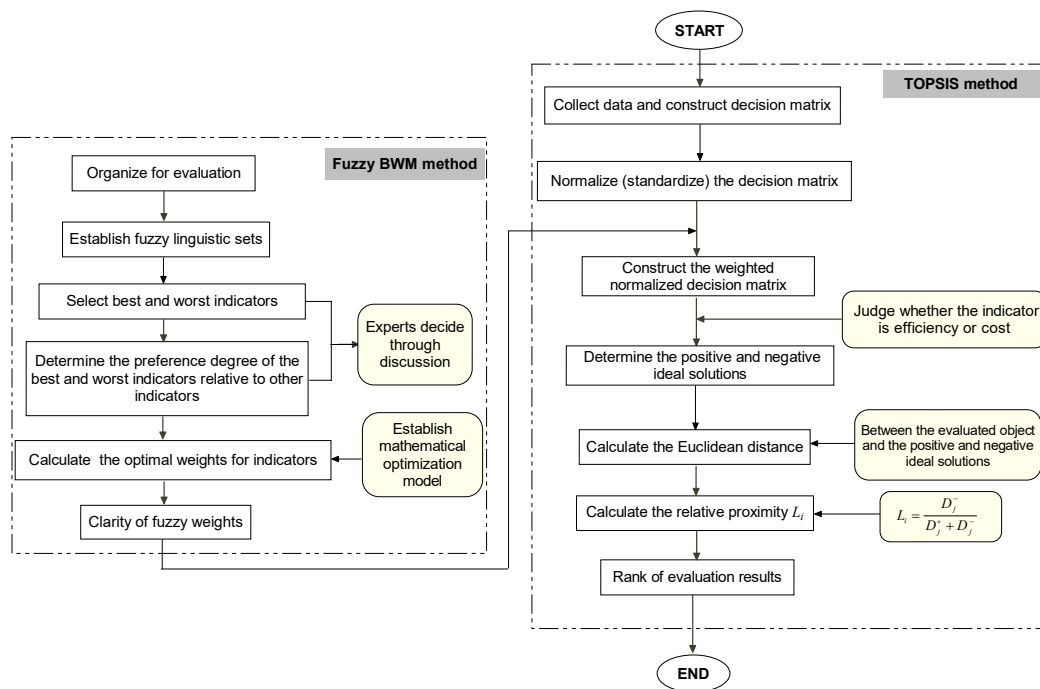 START
TOPSIS method
Collect data and construct decision matrix
Normalize (standardize) the decision matrix
Construct the weighted
normalized decision matrix
Judge whether the indicator
is efficiency or cost
Determine the positive and negative
ideal solutions
Calculate the Euclidean distance
Between the evaluated object
and the positive and negative
ideal solutions
Calculate the relative proximity L_i
L_i = D_j^- / (D_j^+ + D_j^-)
Rank of evaluation results
END
Fuzzy BWM method
Organize for evaluation
Establish fuzzy linguistic sets
Select best and worst indicators
Experts decide
through
discussion
Determine the preference degree of the
best and worst indicators relative to other
indicators
Calculate the optimal weights for indicators
Establish
mathematical
optimization
model
Clarity of fuzzy weights